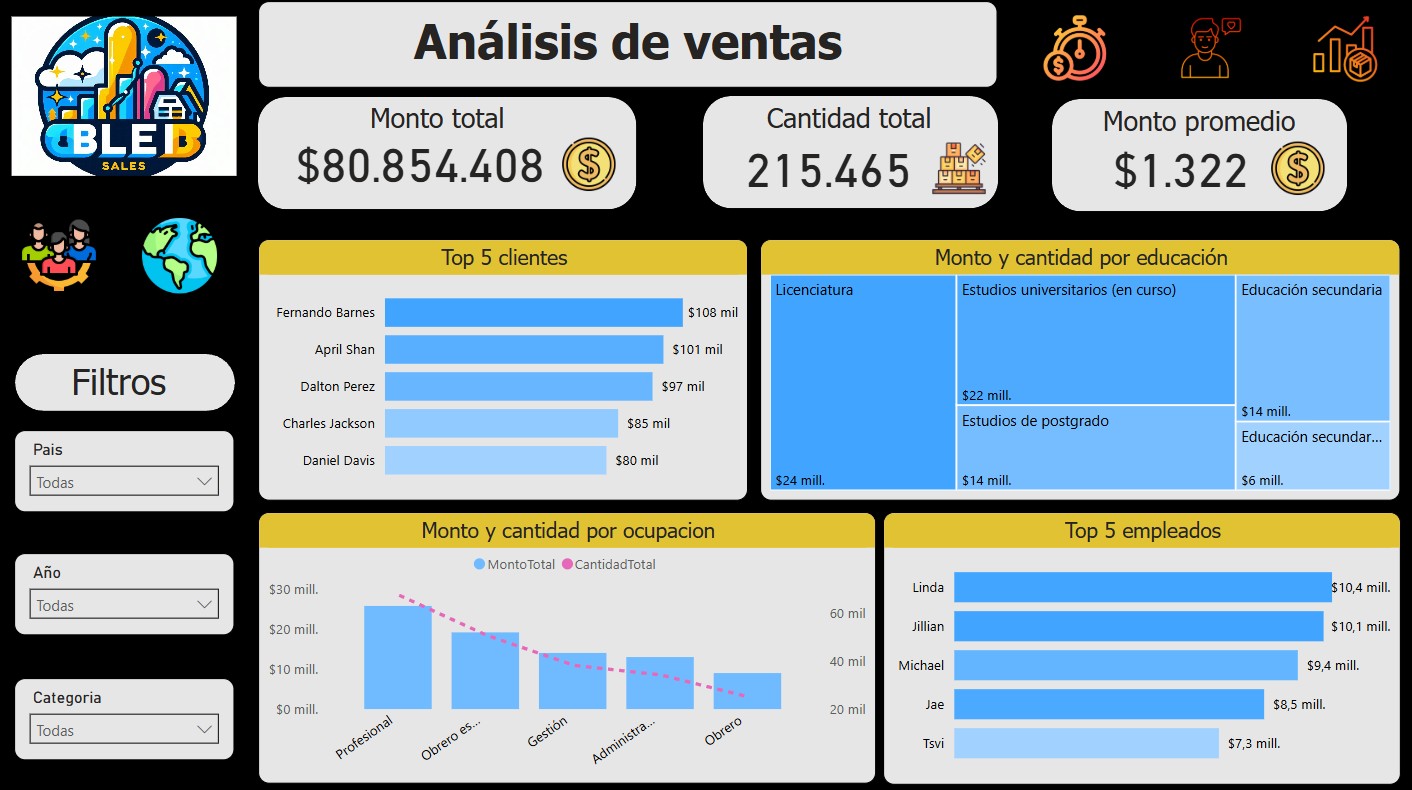 BLED
SALES
Análisis de ventas
Monto total
$80.854.408
Cantidad total
215.465
Monto promedio
$1.322
Filtros
Pais
Todas
Año
Todas
Categoria
Todas
Top 5 clientes
Fernando Barnes $108 mil
April Shan $101 mil
Dalton Perez $97 mil
Charles Jackson $85 mil
Daniel Davis $80 mil
Monto y cantidad por educación
Licenciatura
$24 mill.
Estudios universitarios (en curso)
$22 mill.
Estudios de postgrado
$14 mill.
Educación secundaria
$14 mill.
Educación secundar...
$6 mill.
Monto y cantidad por ocupacion
MontoTotal CantidadTotal
$30 mill.
$20 mill.
$10 mill.
$0 mill.
60 mil
40 mil
20 mil
Profesional
Obrero es...
Gestión
Administra...
Obrero
Top 5 empleados
Linda $10,4 mill.
Jillian $10,1 mill.
Michael $9,4 mill.
Jae $8,5 mill.
Tsvi $7,3 mill.